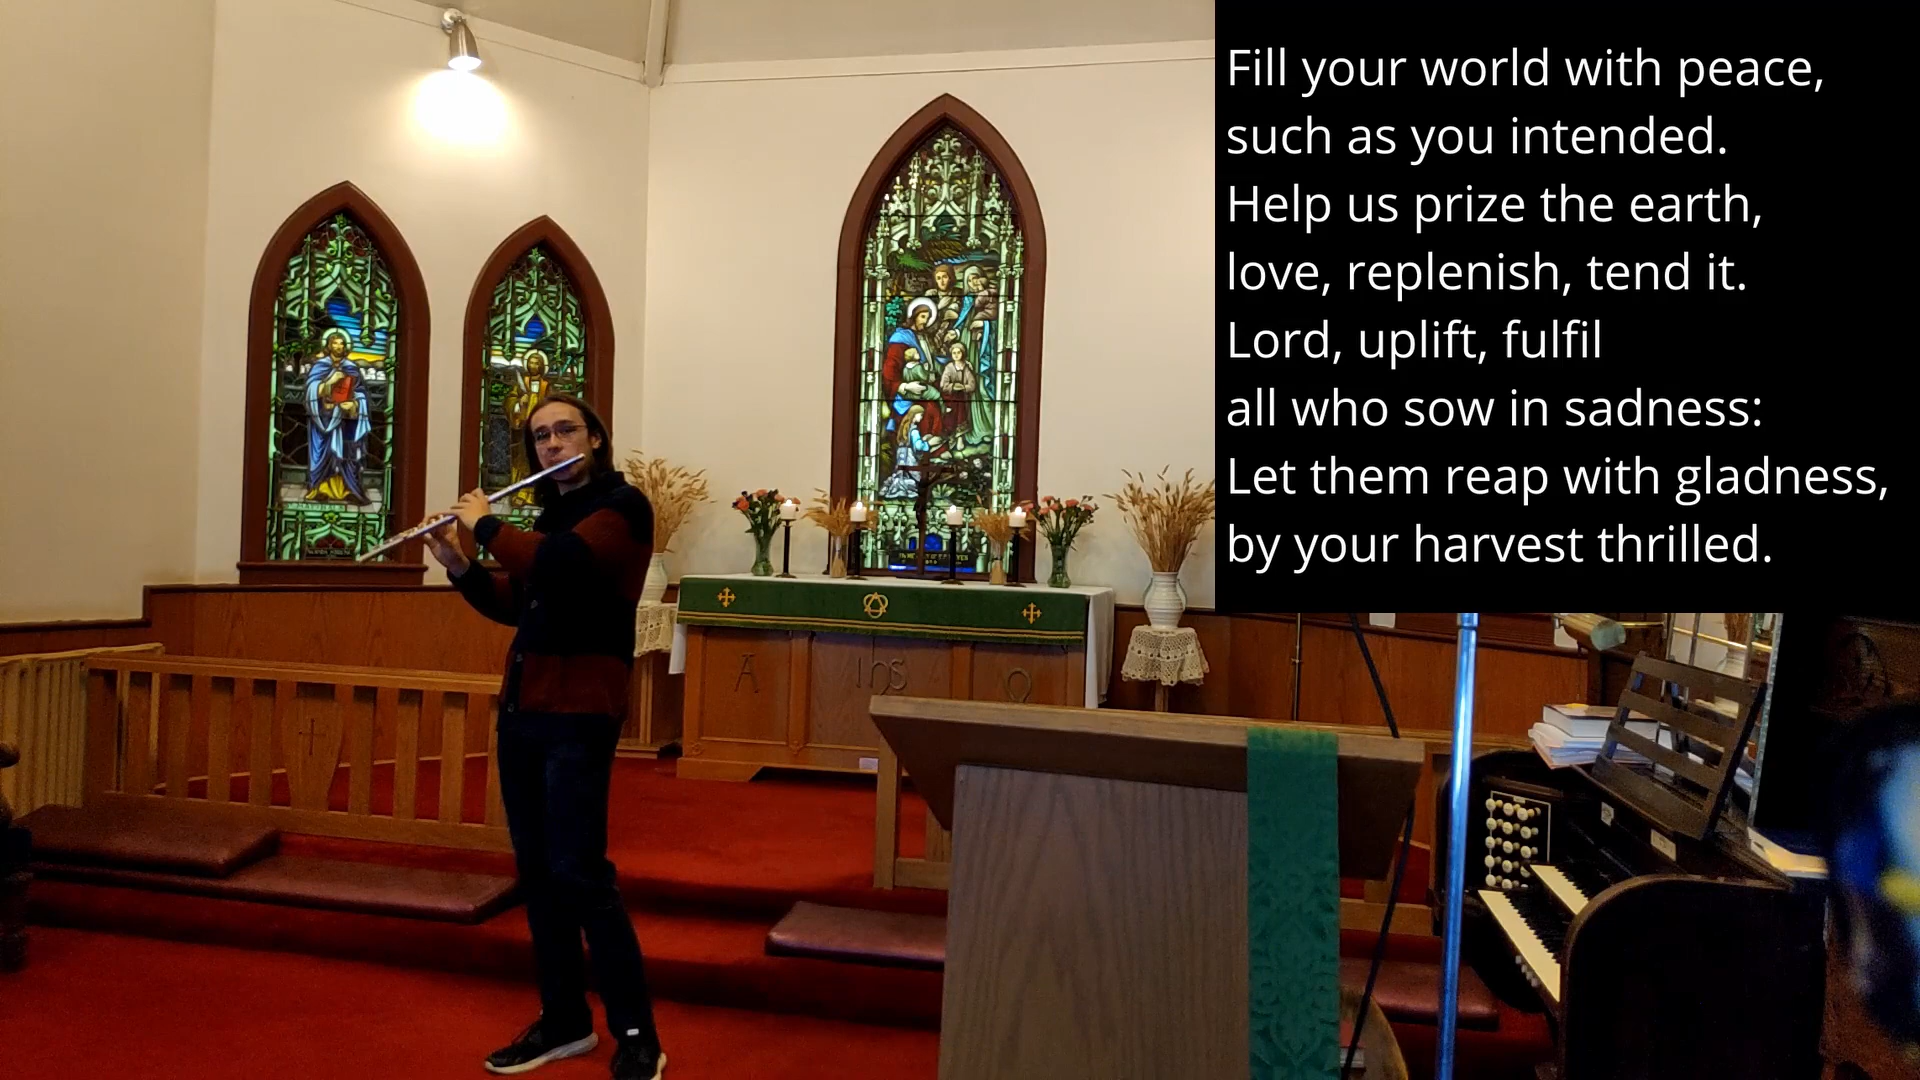 Fill your world with peace,
such as you intended.
Help us prize the earth,
love, replenish, tend it.
Lord, uplift, fulfil
all who sow in sadness:
Let them reap with gladness,
by your harvest thrilled.
A
ihs
Ω